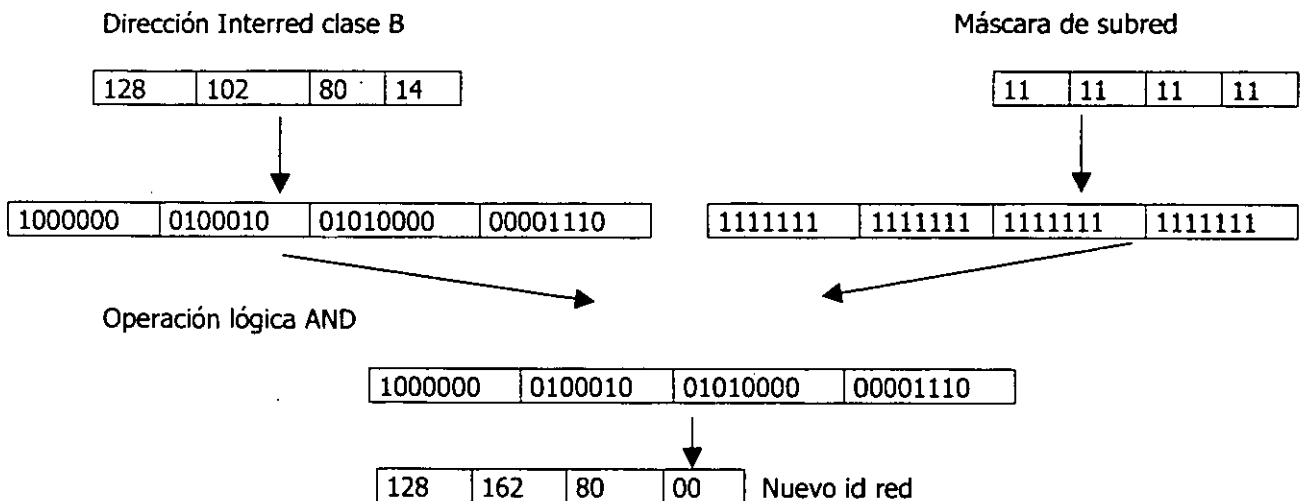 Dirección Interred clase B
Máscara de subred
128 102 80 14
11 11 11 11
1000000 0100010 01010000 00001110
1111111 1111111 1111111 1111111
Operación lógica AND
1000000 0100010 01010000 00001110
128 162 80 00 Nuevo id red